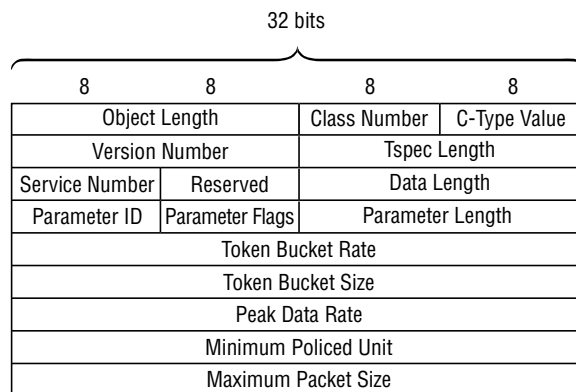 32 bits
8 8 8 8
Object Length Class Number C-Type Value
Version Number Tspec Length
Service Number Reserved Data Length
Parameter ID Parameter Flags Parameter Length
Token Bucket Rate
Token Bucket Size
Peak Data Rate
Minimum Policed Unit
Maximum Packet Size